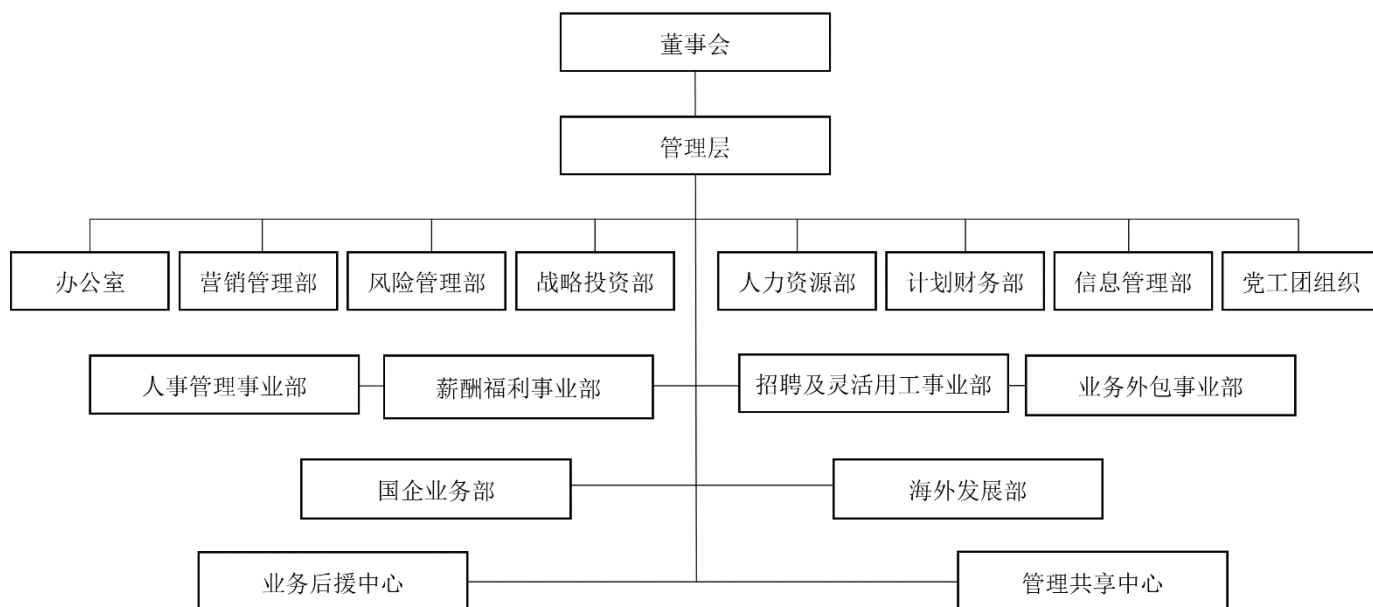 董事会
管理层
办公室
营销管理部
风险管理部
战略投资部
人力资源部
计划财务部
信息管理部
党工团组织
人事管理事业部
薪酬福利事业部
招聘及灵活用工事业部
业务外包事业部
国企业务部
海外发展部
业务后援中心
管理共享中心